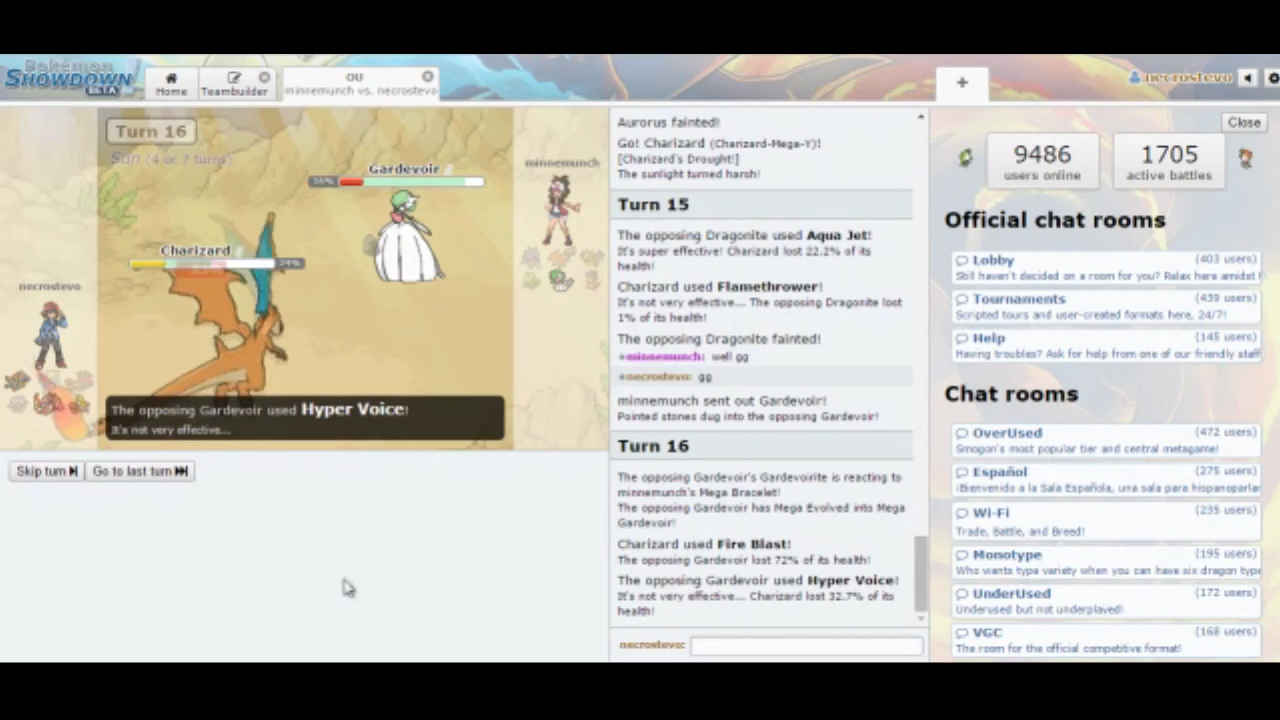 Pokémon
SHOWDOWN
BETA
Home
Teambuilder
OU
minnemunch vs. necrostevo
+
necrostevo
Turn 16
Sun (4 or 7 turns)
Gardevoir
Charizard
24%
minnemunch
necrostevo
The opposing Gardevoir used Hyper Voice!
It's not very effective...
Skip turn
Go to last turn
Aurorus fainted!
Go! Charizard (Charizard-Mega-Y)!
[Charizard's Drought!]
The sunlight turned harsh!
Turn 15
The opposing Dragonite used Aqua Jet!
It's super effective! Charizard lost 22.2% of its
health!
Charizard used Flamethrower!
It's not very effective... The opposing Dragonite lost
1% of its health!
The opposing Dragonite fainted!
+minnemunch: well gg
+necrostevo: gg
minnemunch sent out Gardevoir!
Pointed stones dug into the opposing Gardevoir!
Turn 16
The opposing Gardevoir's Gardevoirite is reacting to
minnemunch's Mega Bracelet!
The opposing Gardevoir has Mega Evolved into Mega
Gardevoir!
Charizard used Fire Blast!
The opposing Gardevoir lost 72% of its health!
The opposing Gardevoir used Hyper Voice!
It's not very effective... Charizard lost 32.7% of its
health!
necrostevo:
Close
9486
users online
1705
active battles
Official chat rooms
Lobby (403 users)
Still haven't decided on a room for you? Relax here amidst t
Tournaments (439 users)
Scripted tours and user-created formats here, 24/7!
Help (145 users)
Having troubles? Ask for help from one of our friendly staff
Chat rooms
OverUsed (472 users)
Smogon's most popular tier and central metagame!
Español (275 users)
¡Bienvenido a la Sala Española, una sala para hispanoparlan
Wi-Fi (235 users)
Trade, Battle, and Breed!
Monotype (195 users)
Who wants type variety when you can have six dragon type
UnderUsed (172 users)
Underused but not underplayed!
VGC (168 users)
The room for the official competitive format!